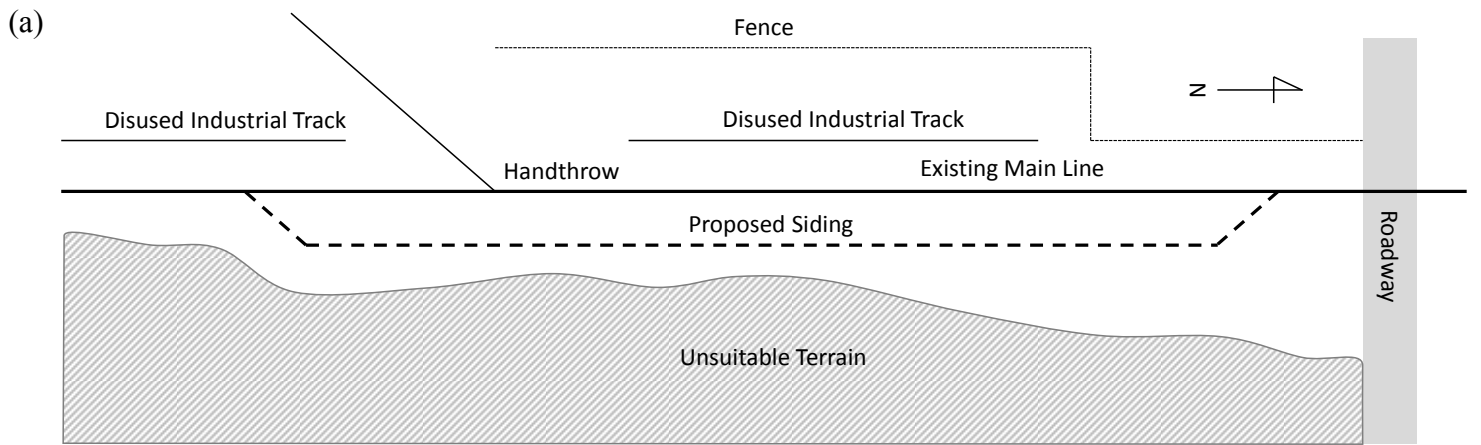 (a)
Fence
N
Disused Industrial Track
Disused Industrial Track
Handthrow
Existing Main Line
Proposed Siding
Roadway
Unsuitable Terrain